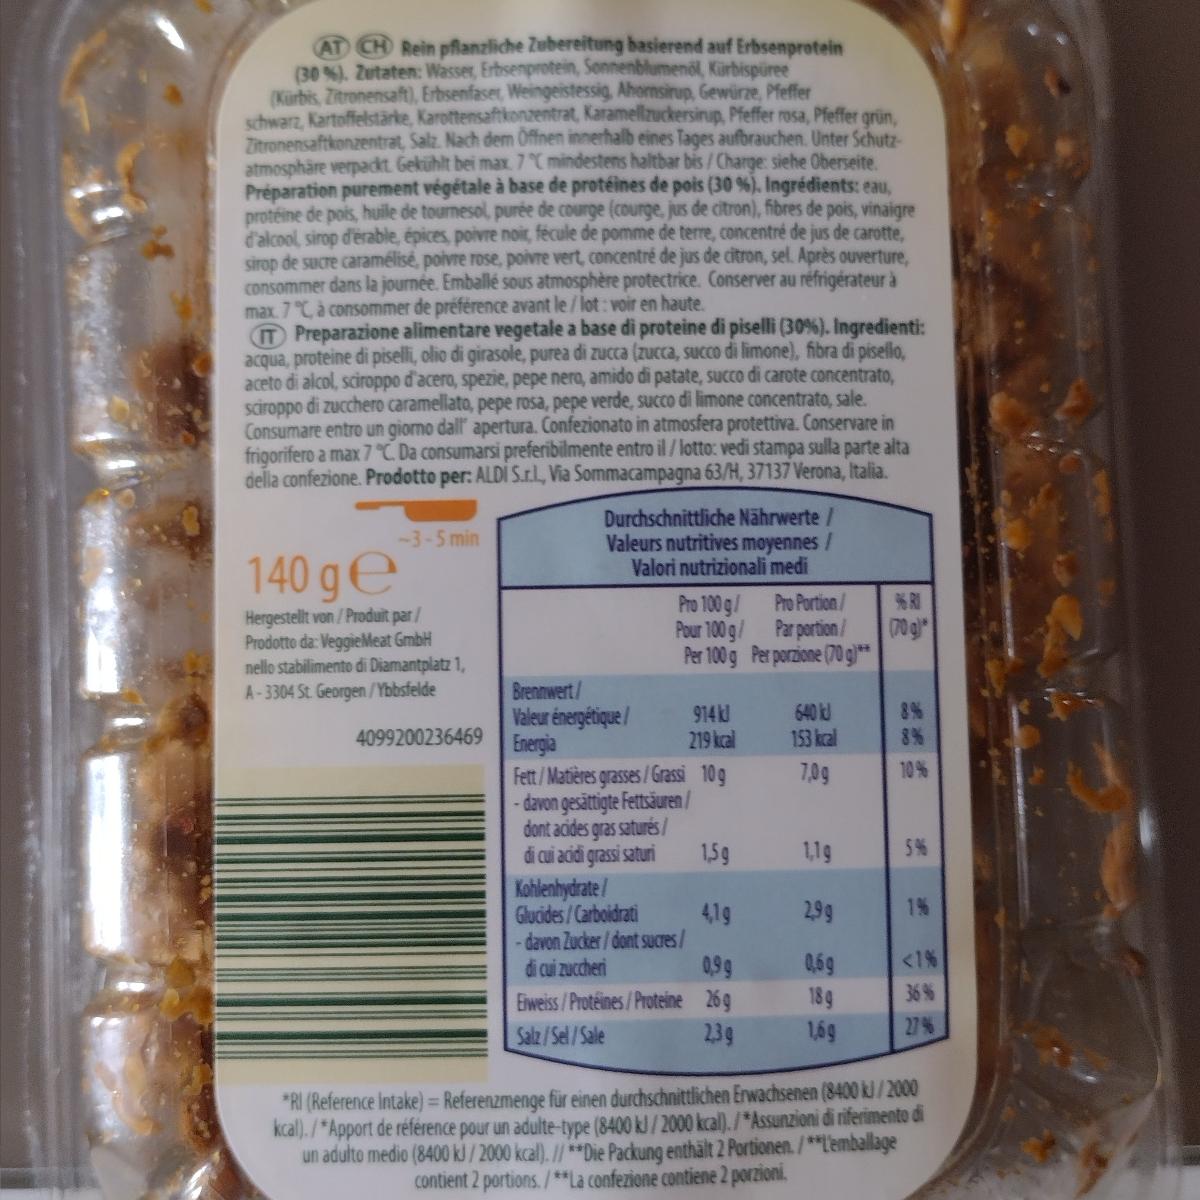 AT CH Rein pflanzliche Zubereitung basierend auf Erbsenprotein
(30 %). Zutaten: Wasser, Erbsenprotein, Sonnenblumenöl, Kürbispüree
(Kürbis, Zitronensaft), Erbsenfaser, Weingeistessig, Ahornsirup, Gewürze, Pfeffer
schwarz, Kartoffelstärke, Karottensaftkonzentrat, Karamellzuckersirup, Pfeffer rosa, Pfeffer grün,
Zitronensaftkonzentrat, Salz. Nach dem Öffnen innerhalb eines Tages aufbrauchen. Unter Schutz-
atmosphäre verpackt. Gekühlt bei max. 7 °C mindestens haltbar bis / Charge: siehe Oberseite.
Préparation purement végétale à base de protéines de pois (30 %). Ingrédients: eau,
protéine de pois, huile de tournesol, purée de courge (courge, jus de citron), fibres de pois, vinaigre
d'alcool, sirop d'érable, épices, poivre noir, fécule de pomme de terre, concentré de jus de carotte,
sirop de sucre caramélisé, poivre rose, poivre vert, concentré de jus de citron, sel. Après ouverture,
consommer dans la journée. Emballé sous atmosphère protectrice. Conserver au réfrigérateur à
max. 7 °C, à consommer de préférence avant le / lot : voir en haute.
IT Preparazione alimentare vegetale a base di proteine di piselli (30%). Ingredienti:
acqua, proteine di piselli, olio di girasole, purea di zucca (zucca, succo di limone), fibra di pisello,
aceto di alcol, sciroppo d'acero, spezie, pepe nero, amido di patate, succo di carote concentrato,
sciroppo di zucchero caramellato, pepe rosa, pepe verde, succo di limone concentrato, sale.
Consumare entro un giorno dall' apertura. Confezionato in atmosfera protettiva. Conservare in
frigorifero a max 7 °C. Da consumarsi preferibilmente entro il / lotto: vedi stampa sulla parte alta
della confezione. Prodotto per: ALDI S.r.l., Via Sommacampagna 63/H, 37137 Verona, Italia.
~3 - 5 min
140 g e
Hergestellt von / Produit par /
Prodotto da: VeggieMeat GmbH
nello stabilimento di Diamantplatz 1,
A - 3304 St. Georgen / Ybbsfelde
4099200236469
Durchschnittliche Nährwerte /
Valeurs nutritives moyennes /
Valori nutrizionali medi
Pro 100 g / Pro Portion / % RI
Pour 100 g / Par portion / (70 g)*
Per 100 g Per porzione (70 g)**
Brennwert /
Valeur énergétique / 914 kJ 640 kJ 8 %
Energia 219 kcal 153 kcal 8 %
Fett / Matières grasses / Grassi 10 g 7,0 g 10 %
- davon gesättigte Fettsäuren /
dont acides gras saturés /
di cui acidi grassi saturi 1,5 g 1,1 g 5 %
Kohlenhydrate /
Glucides / Carboidrati 4,1 g 2,9 g 1 %
- davon Zucker / dont sucres /
di cui zuccheri 0,9 g 0,6 g <1 %
Eiweiss / Protéines / Proteine 26 g 18 g 36 %
Salz / Sel / Sale 2,3 g 1,6 g 27 %
*RI (Reference Intake) = Referenzmenge für einen durchschnittlichen Erwachsenen (8400 kJ / 2000
kcal). / *Apport de référence pour un adulte-type (8400 kJ / 2000 kcal). / *Assunzioni di riferimento di
un adulto medio (8400 kJ / 2000 kcal). // **Die Packung enthält 2 Portionen. / **L'emballage
contient 2 portions. / **La confezione contiene 2 porzioni.